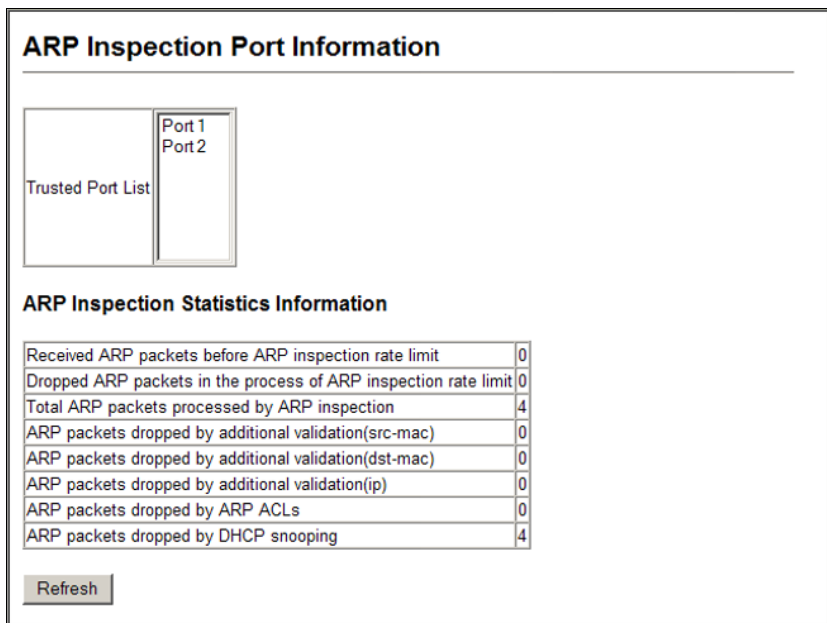 ARP Inspection Port Information
Trusted Port List
Port 1
Port 2
ARP Inspection Statistics Information
Received ARP packets before ARP inspection rate limit 0
Dropped ARP packets in the process of ARP inspection rate limit 0
Total ARP packets processed by ARP inspection 4
ARP packets dropped by additional validation(src-mac) 0
ARP packets dropped by additional validation(dst-mac) 0
ARP packets dropped by additional validation(ip) 0
ARP packets dropped by ARP ACLs 0
ARP packets dropped by DHCP snooping 4
Refresh